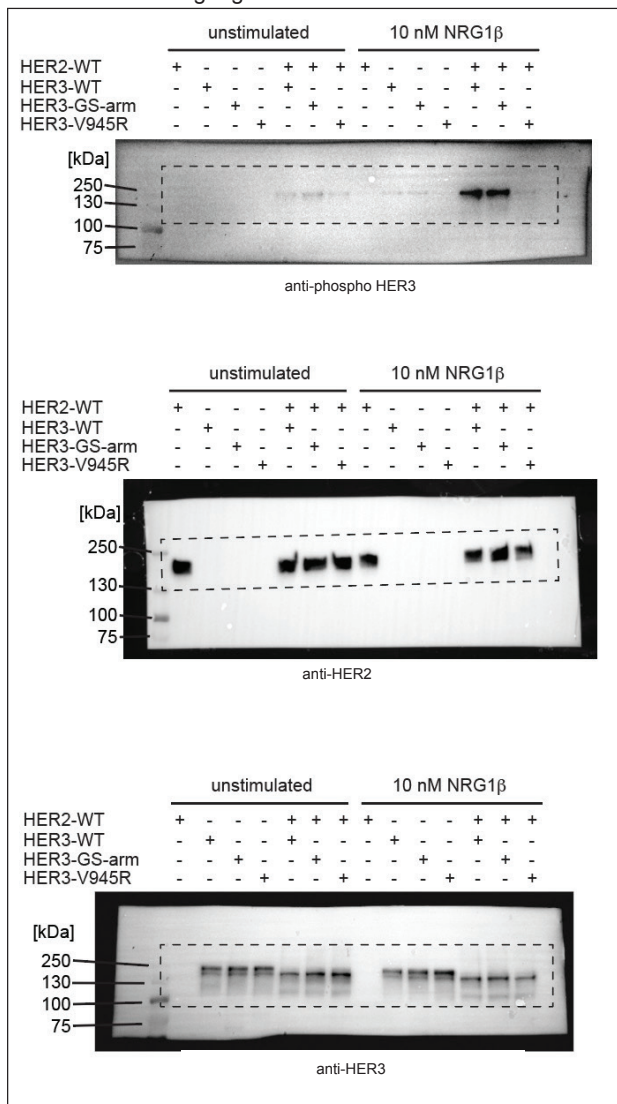 unstimulated 10 nM NRG1β
HER2-WT + - - - + + + + - - - + + +
HER3-WT - + - - + - - - + - - + - -
HER3-GS-arm - - + - - + - - - + - - + -
HER3-V945R - - - + - - + - - - + - - +
[kDa]
250
130
100
75
anti-phospho HER3
unstimulated 10 nM NRG1β
HER2-WT + - - - + + + + - - - + + +
HER3-WT - + - - + - - - + - - + - -
HER3-GS-arm - - + - - + - - - + - - + -
HER3-V945R - - - + - - + - - - + - - +
[kDa]
250
130
100
75
anti-HER2
unstimulated 10 nM NRG1β
HER2-WT + - - - + + + + - - - + + +
HER3-WT - + - - + - - - + - - + - -
HER3-GS-arm - - + - - + - - - + - - + -
HER3-V945R - - - + - - + - - - + - - +
[kDa]
250
130
100
75
anti-HER3